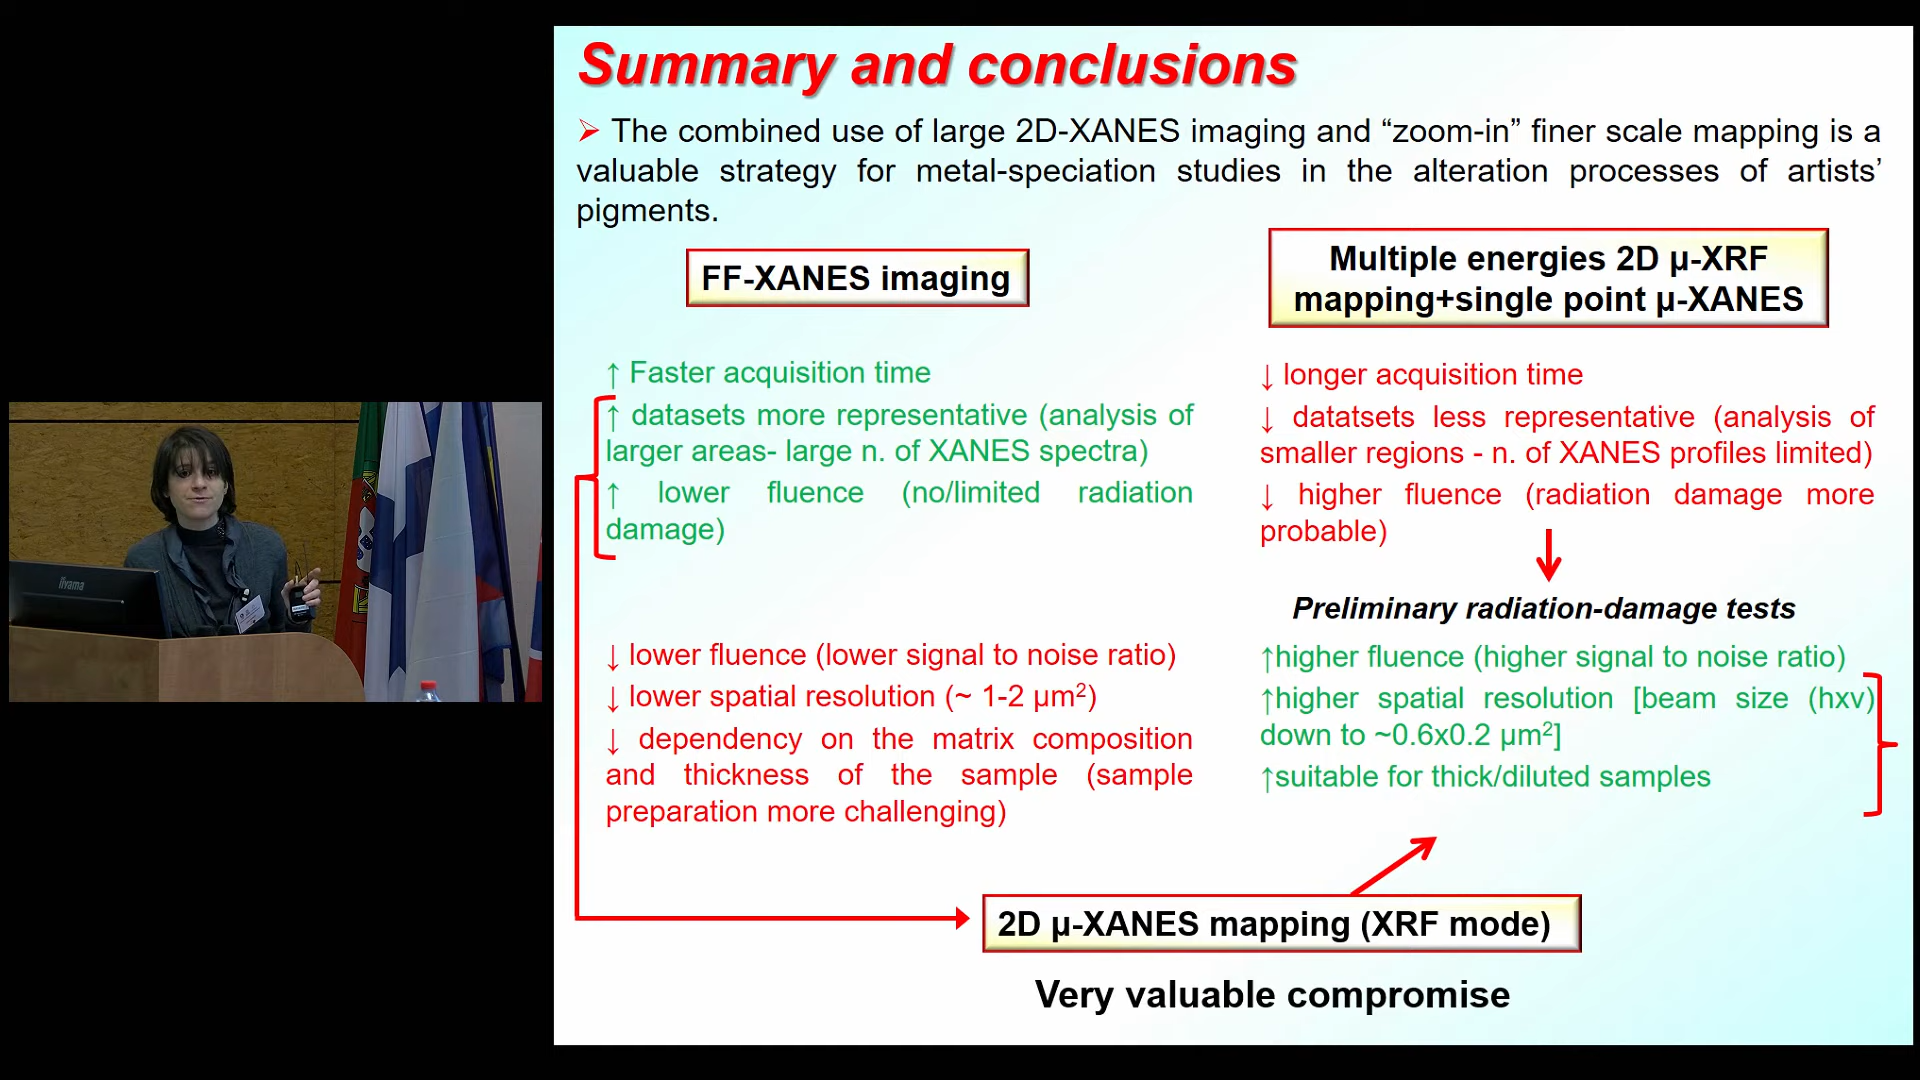 Summary and conclusions
➢ The combined use of large 2D-XANES imaging and “zoom-in” finer scale mapping is a
valuable strategy for metal-speciation studies in the alteration processes of artists’
pigments.
FF-XANES imaging
↑ Faster acquisition time
↑ datasets more representative (analysis of
larger areas- large n. of XANES spectra)
↑ lower fluence (no/limited radiation
damage)
↓ lower fluence (lower signal to noise ratio)
↓ lower spatial resolution (~ 1-2 µm²)
↓ dependency on the matrix composition
and thickness of the sample (sample
preparation more challenging)
Multiple energies 2D µ-XRF
mapping+single point µ-XANES
↓ longer acquisition time
↓ datatsets less representative (analysis of
smaller regions - n. of XANES profiles limited)
↓ higher fluence (radiation damage more
probable)
Preliminary radiation-damage tests
↑higher fluence (higher signal to noise ratio)
↑higher spatial resolution [beam size (hxv)
down to ~0.6x0.2 µm²]
↑suitable for thick/diluted samples
2D µ-XANES mapping (XRF mode)
Very valuable compromise
iiyama